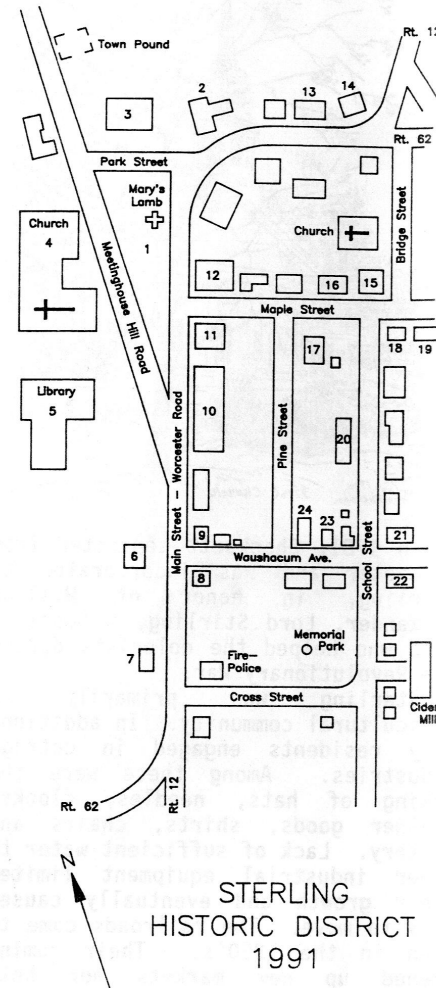 Town Pound
Rt. 12
2
13
14
3
Rt. 62
Park Street
Mary's
Lamb
Church
4
1
Church
Bridge Street
Meetinghouse Hill Road
12
16
15
Maple Street
11
17
18
19
Library
5
10
Main Street - Worcester Road
Pine Street
20
School Street
24
23
9
21
6
Waushacum Ave.
8
22
Memorial
Park
7
Fire-
Police
Cross Street
Cider
Mill
Rt. 62
Rt. 12
N
STERLING
HISTORIC DISTRICT
1991